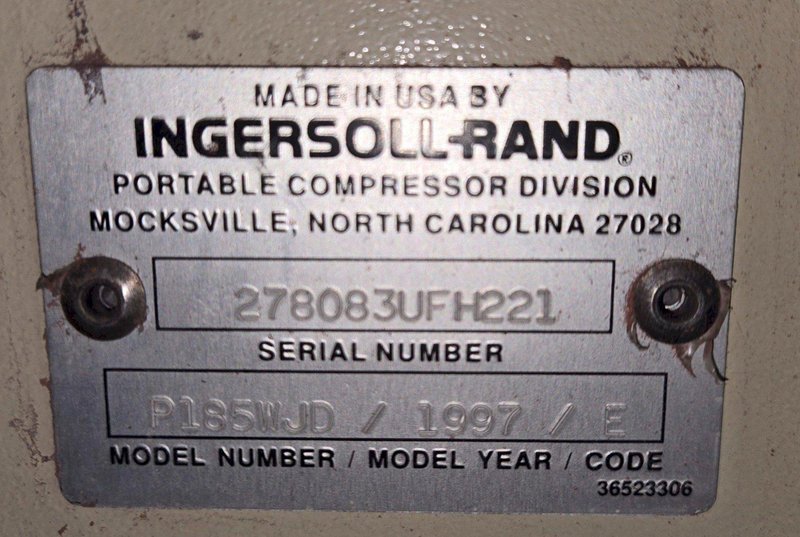 MADE IN USA BY
INGERSOLL-RAND®
PORTABLE COMPRESSOR DIVISION
MOCKSVILLE, NORTH CAROLINA 27028
278083UFH221
SERIAL NUMBER
P185WJD / 1997 / E
MODEL NUMBER / MODEL YEAR / CODE
36523306